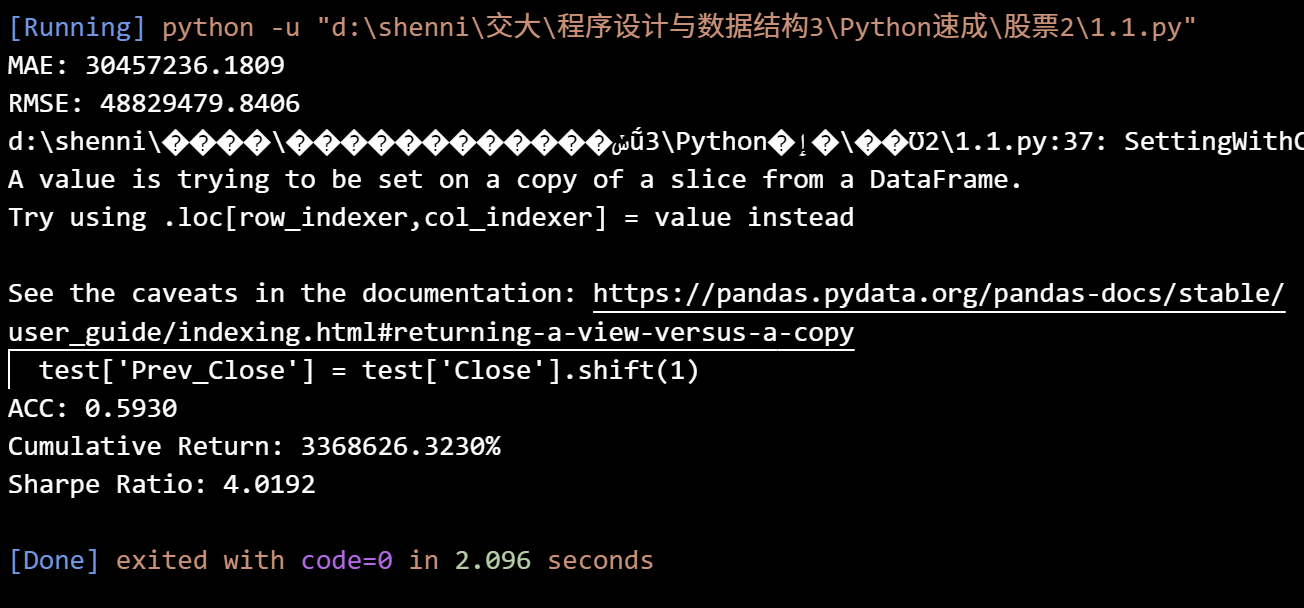 [Running] python -u "d:\shenni\交大\程序设计与数据结构3\Python速成\股票2\1.1.py"
MAE: 30457236.1809
RMSE: 48829479.8406
d:\shenni\����\������������ݽṹ3\Python�ٳ�\��Ʊ2\1.1.py:37: SettingWithC
A value is trying to be set on a copy of a slice from a DataFrame.
Try using .loc[row_indexer,col_indexer] = value instead
See the caveats in the documentation: https://pandas.pydata.org/pandas-docs/stable/
user_guide/indexing.html#returning-a-view-versus-a-copy
test['Prev_Close'] = test['Close'].shift(1)
ACC: 0.5930
Cumulative Return: 3368626.3230%
Sharpe Ratio: 4.0192
[Done] exited with code=0 in 2.096 seconds